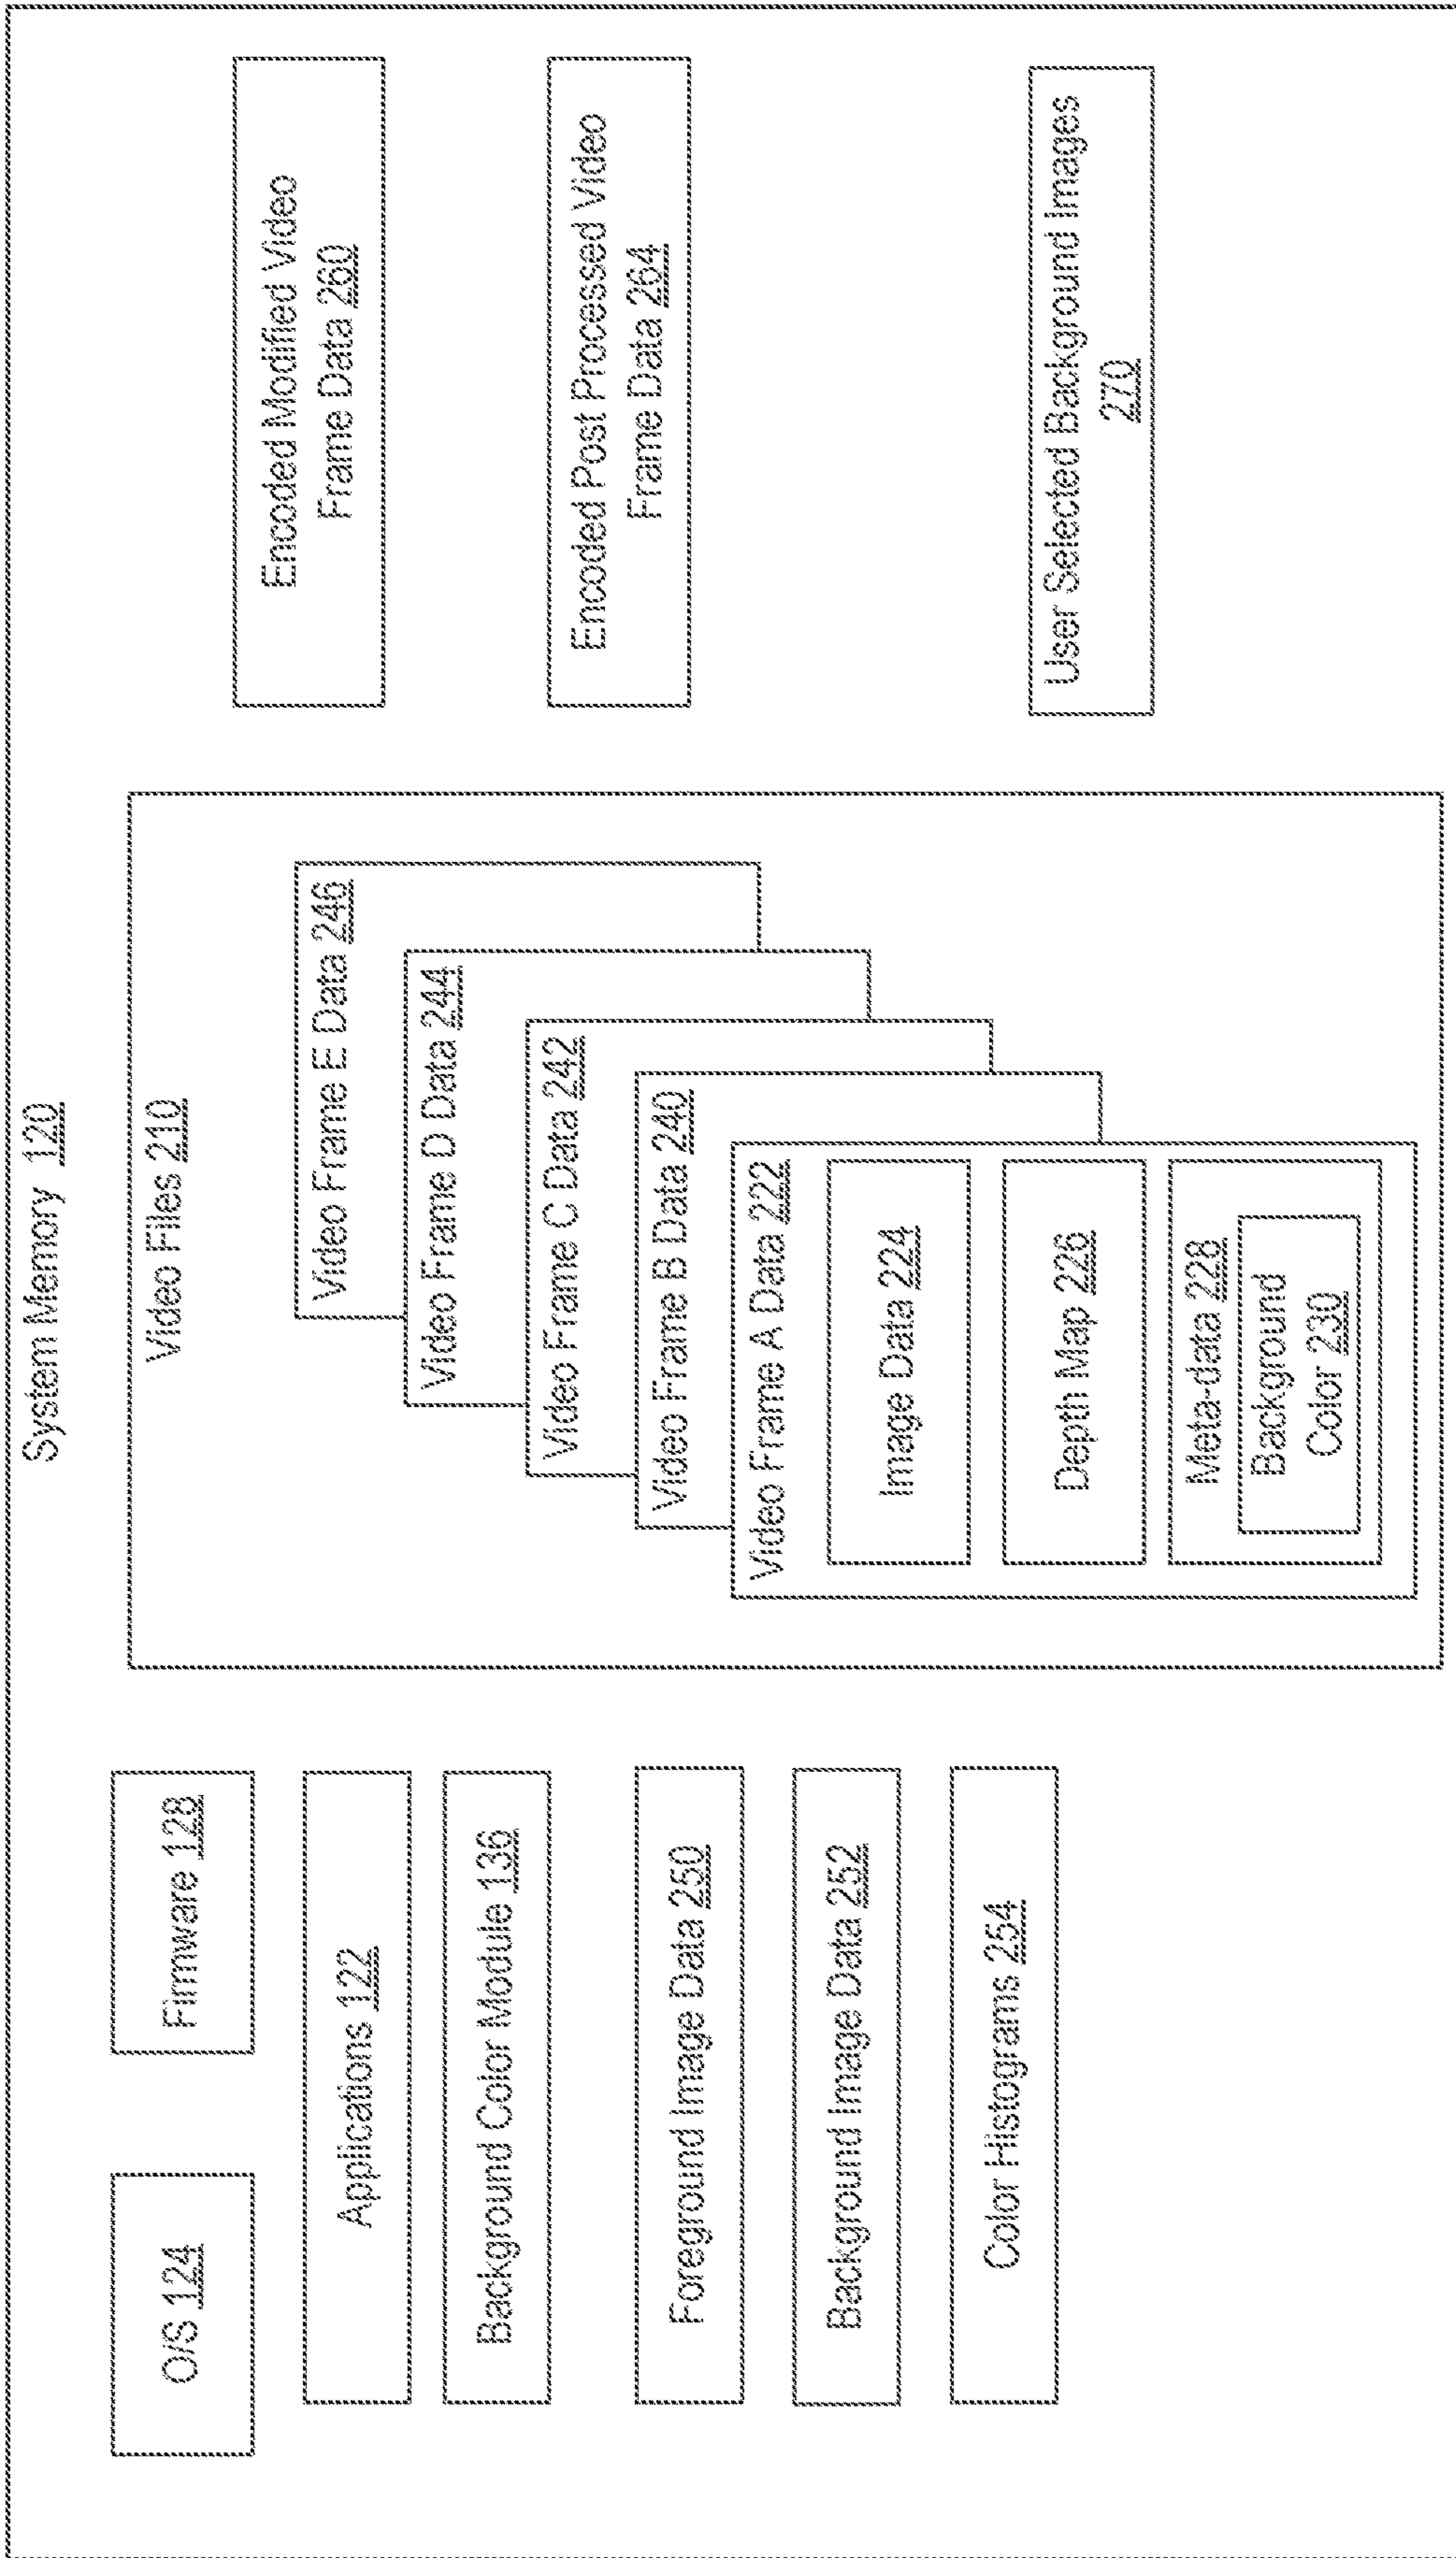 System Memory 120
O/S 124
Firmware 128
Applications 122
Background Color Module 136
Foreground Image Data 250
Background Image Data 252
Color Histograms 254
Video Files 210
Video Frame E Data 246
Video Frame D Data 244
Video Frame C Data 242
Video Frame B Data 240
Video Frame A Data 222
Image Data 224
Depth Map 226
Meta-data 228
Background
Color 230
Encoded Modified Video
Frame Data 260
Encoded Post Processed Video
Frame Data 264
User Selected Background Images
270